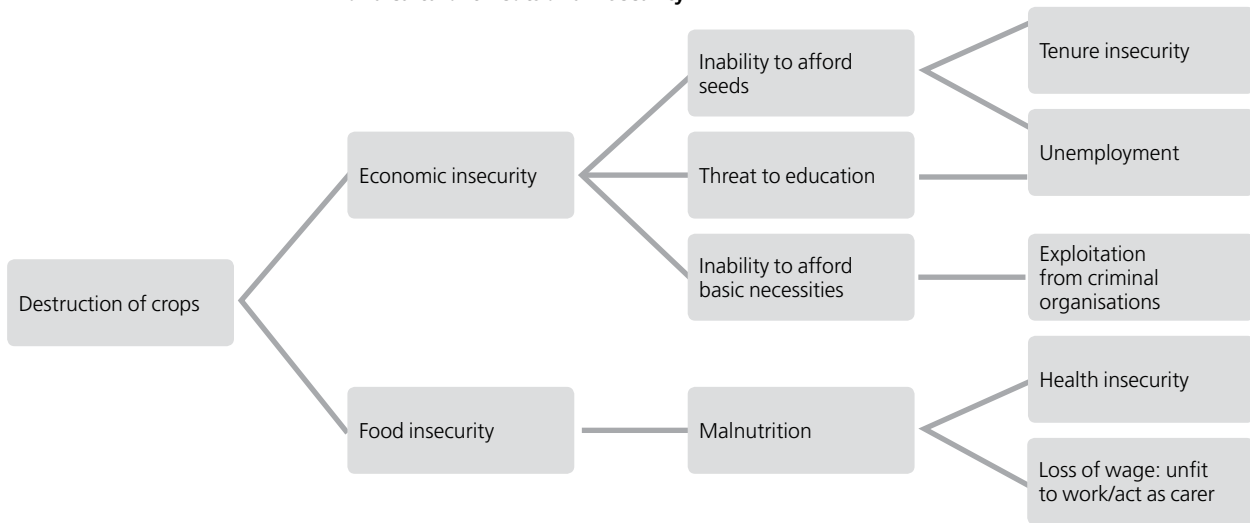 Inability to afford
seeds
Tenure insecurity
Unemployment
Economic insecurity
Threat to education
Inability to afford
basic necessities
Exploitation
from criminal
organisations
Destruction of crops
Food insecurity
Malnutrition
Health insecurity
Loss of wage: unfit
to work/act as carer